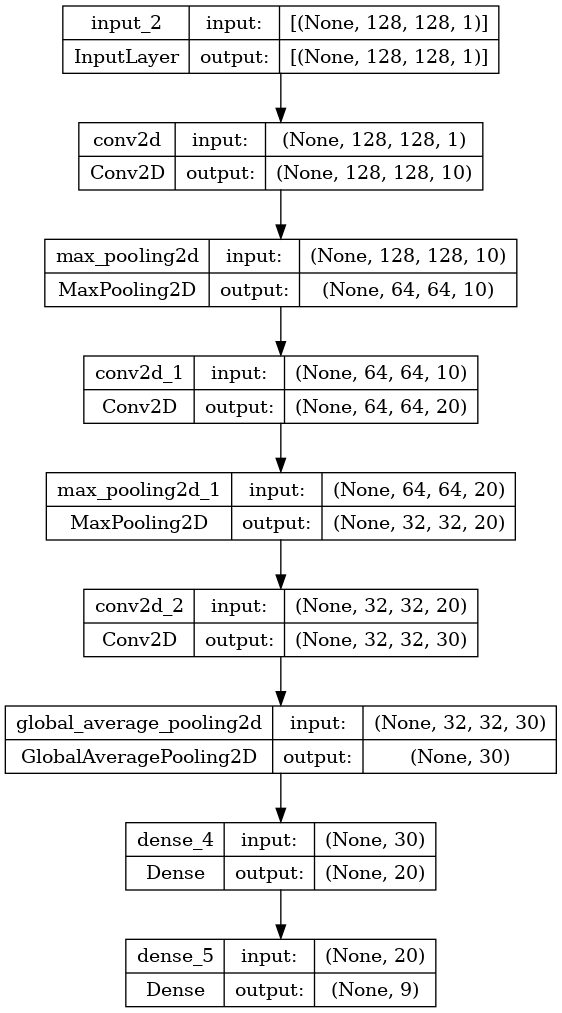 input_2 input: [(None, 128, 128, 1)]
InputLayer output: [(None, 128, 128, 1)]
conv2d input: (None, 128, 128, 1)
Conv2D output: (None, 128, 128, 10)
max_pooling2d input: (None, 128, 128, 10)
MaxPooling2D output: (None, 64, 64, 10)
conv2d_1 input: (None, 64, 64, 10)
Conv2D output: (None, 64, 64, 20)
max_pooling2d_1 input: (None, 64, 64, 20)
MaxPooling2D output: (None, 32, 32, 20)
conv2d_2 input: (None, 32, 32, 20)
Conv2D output: (None, 32, 32, 30)
global_average_pooling2d input: (None, 32, 32, 30)
GlobalAveragePooling2D output: (None, 30)
dense_4 input: (None, 30)
Dense output: (None, 20)
dense_5 input: (None, 20)
Dense output: (None, 9)